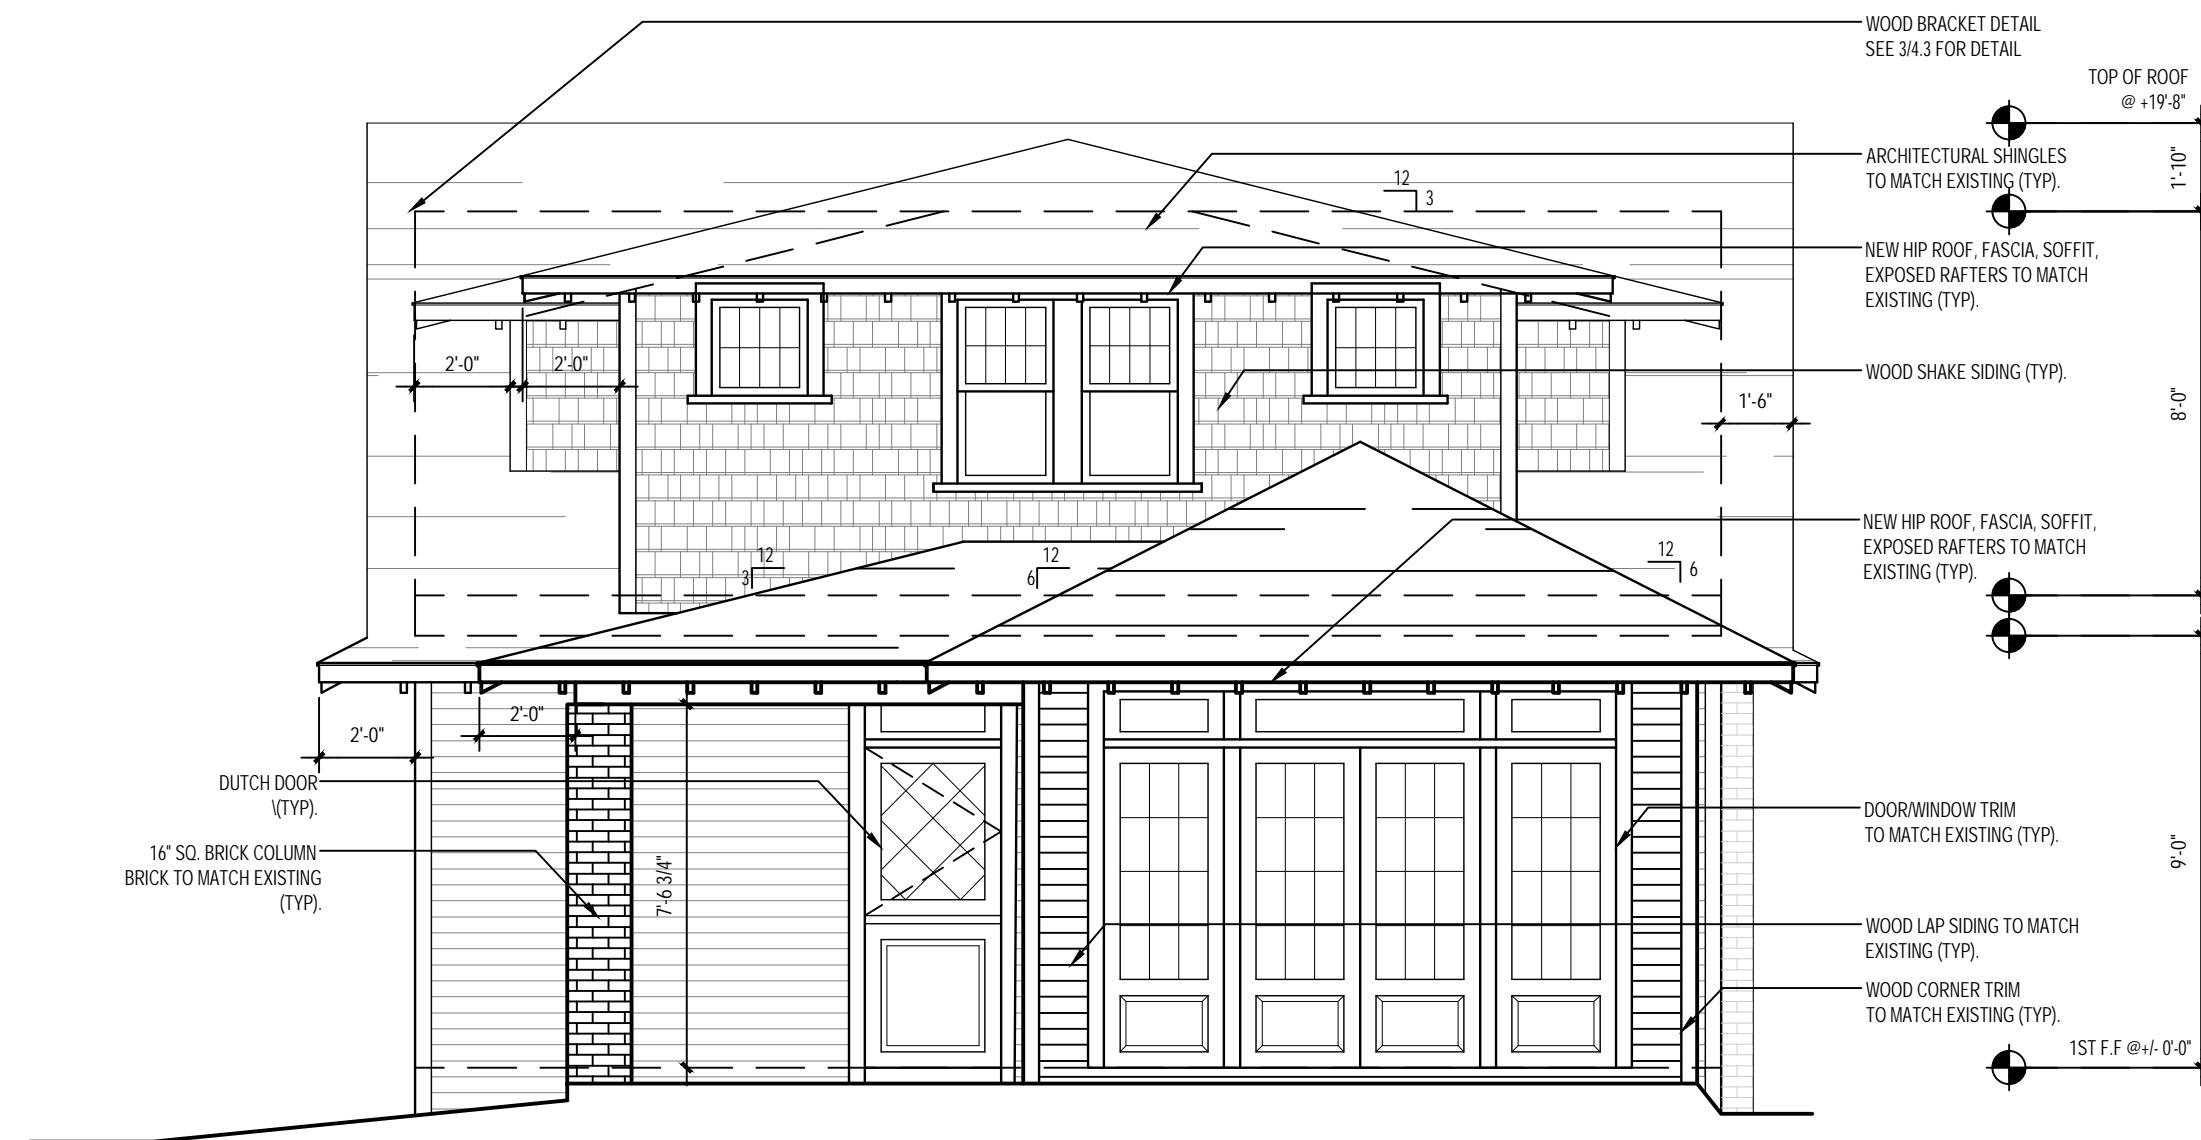 WOOD BRACKET DETAIL
SEE 3/4.3 FOR DETAIL
TOP OF ROOF
@ +19'-8"
ARCHITECTURAL SHINGLES
TO MATCH EXISTING (TYP).
1'-10"
12
3
NEW HIP ROOF, FASCIA, SOFFIT,
EXPOSED RAFTERS TO MATCH
EXISTING (TYP).
2'-0"
2'-0"
WOOD SHAKE SIDING (TYP).
1'-6"
8'-0"
NEW HIP ROOF, FASCIA, SOFFIT,
EXPOSED RAFTERS TO MATCH
EXISTING (TYP).
12
3
12
6
12
6
2'-0"
2'-0"
DUTCH DOOR
\(TYP).
DOOR/WINDOW TRIM
TO MATCH EXISTING (TYP).
16" SQ. BRICK COLUMN
BRICK TO MATCH EXISTING
(TYP).
7'-6 3/4"
9'-0"
WOOD LAP SIDING TO MATCH
EXISTING (TYP).
WOOD CORNER TRIM
TO MATCH EXISTING (TYP).
1ST F.F @+/- 0'-0"